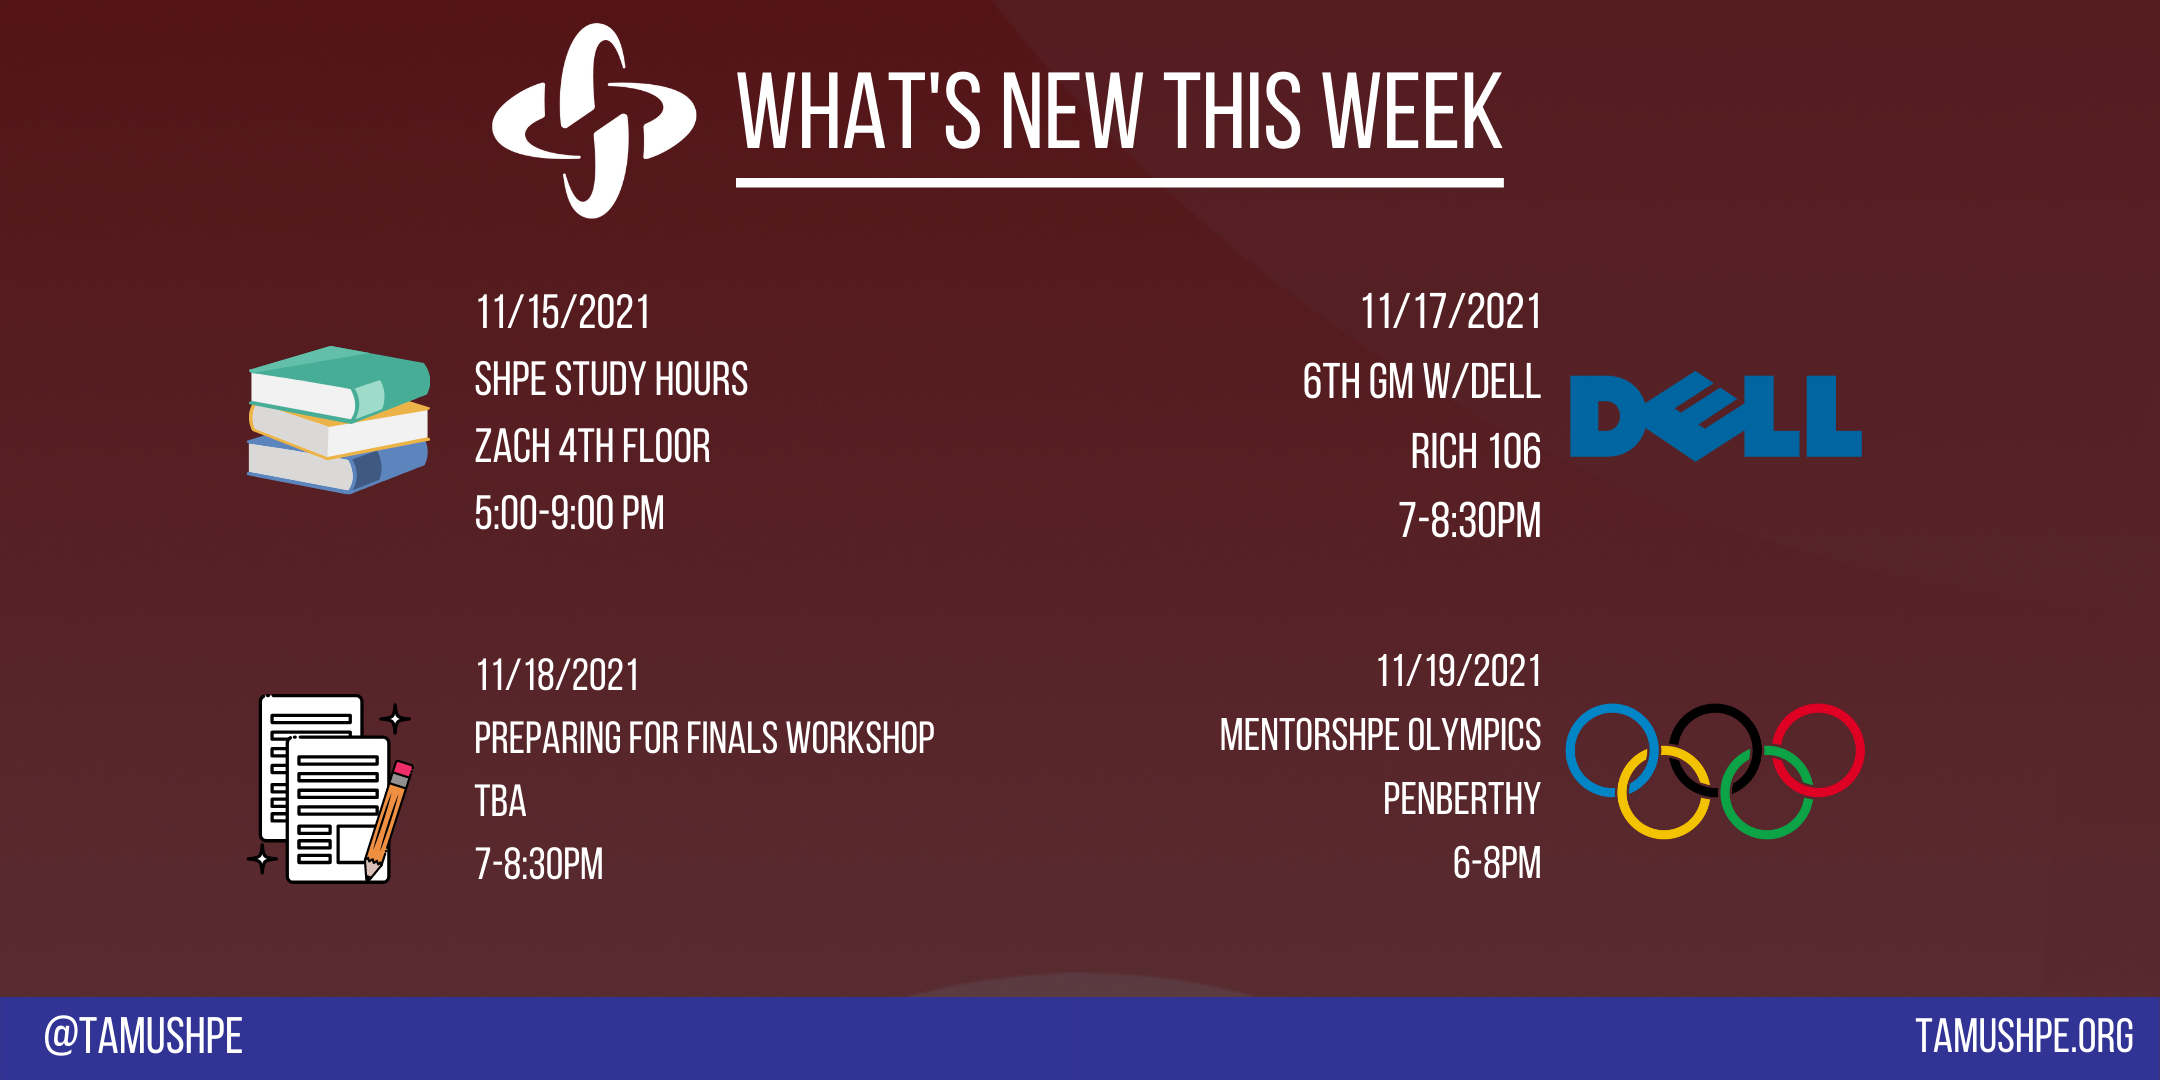 WHAT'S NEW THIS WEEK
11/15/2021
SHPE STUDY HOURS
ZACH 4TH FLOOR
5:00-9:00 PM
11/17/2021
6TH GM W/DELL
RICH 106
7-8:30PM
DELL
11/18/2021
PREPARING FOR FINALS WORKSHOP
TBA
7-8:30PM
11/19/2021
MENTORSHPE OLYMPICS
PENBERTHY
6-8PM
@TAMUSHPE
TAMUSHPE.ORG